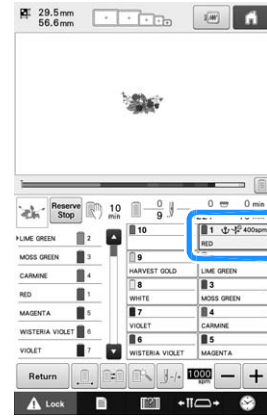 29.5mm
56.6mm
Reserve
Stop
10
min
0
9
0
0 min
LIME GREEN 2
MOSS GREEN 3
CARMINE 4
RED 1
MAGENTA 5
WISTERIA VIOLET 6
VIOLET 7
10
1 400spm
RED
9
HARVEST GOLD
2
LIME GREEN
8
WHITE
3
MOSS GREEN
7
VIOLET
4
CARMINE
6
WISTERIA VIOLET
5
MAGENTA
Return
1000
spm
Lock